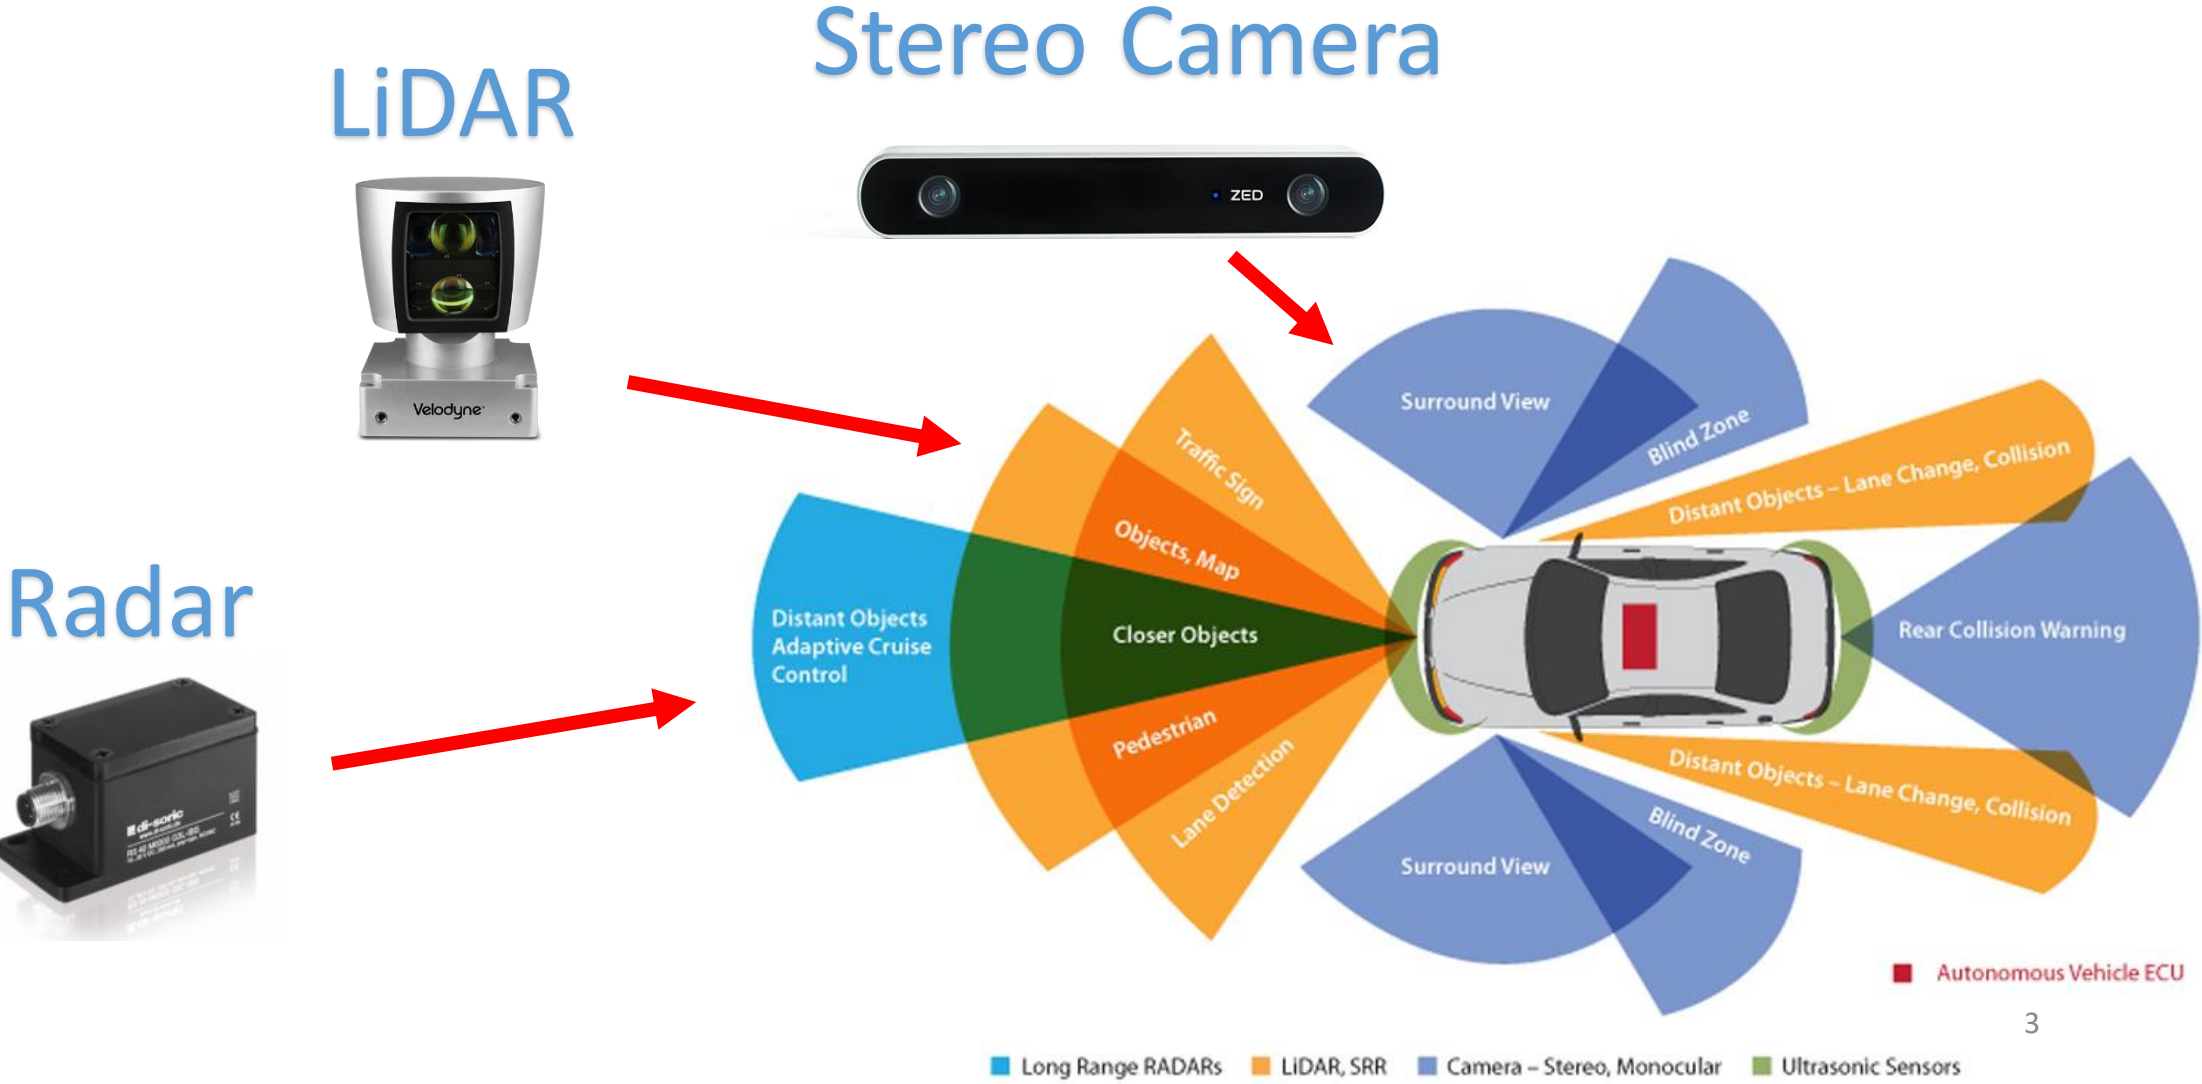 Stereo Camera
LiDAR
ZED
Velodyne
Radar
di-soric
Surround View
Blind Zone
Traffic Sign
Objects, Map
Distant Objects – Lane Change, Collision
Distant Objects
Adaptive Cruise
Control
Closer Objects
Rear Collision Warning
Pedestrian
Lane Detection
Distant Objects – Lane Change, Collision
Blind Zone
Surround View
Autonomous Vehicle ECU
3
Long Range RADARs
LiDAR, SRR
Camera – Stereo, Monocular
Ultrasonic Sensors